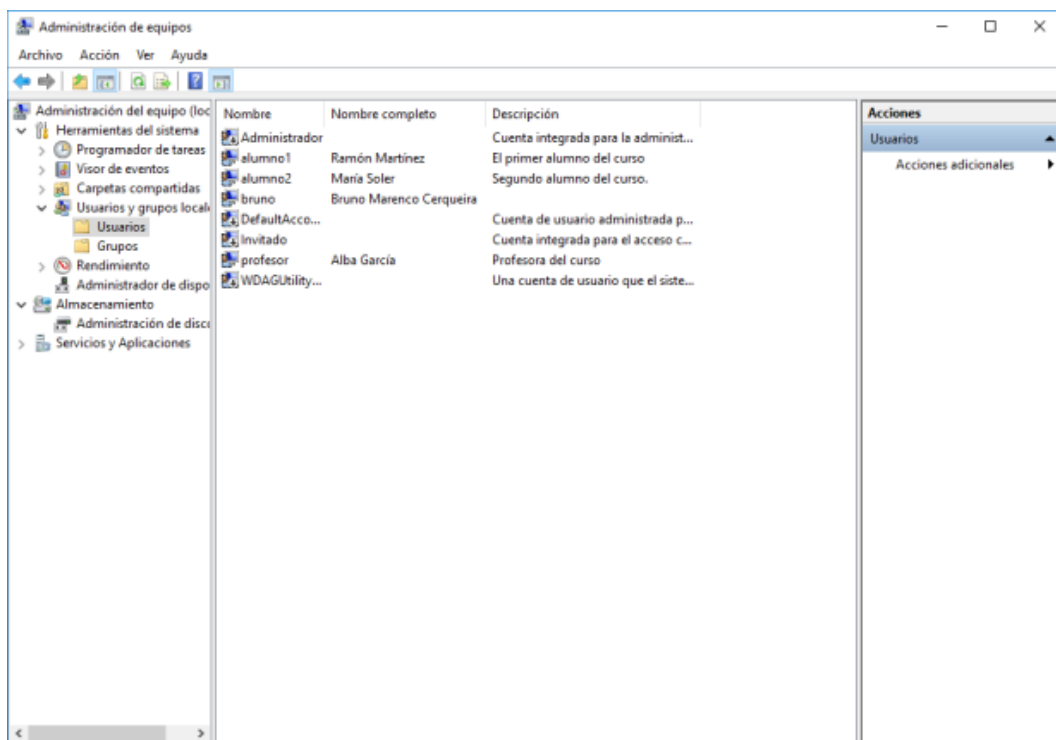 Administración de equipos
Archivo Acción Ver Ayuda
Administración del equipo (loc
Herramientas del sistema
Programador de tareas
Visor de eventos
Carpetas compartidas
Usuarios y grupos locale
Usuarios
Grupos
Rendimiento
Administrador de dispo
Almacenamiento
Administración de disco
Servicios y Aplicaciones
Nombre Nombre completo Descripción
Administrador Cuenta integrada para la administ...
alumno1 Ramón Martínez El primer alumno del curso
alumno2 María Soler Segundo alumno del curso.
bruno Bruno Marenco Cerqueira
DefaultAcco... Cuenta de usuario administrada p...
Invitado Cuenta integrada para el acceso c...
profesor Alba García Profesora del curso
WDAGUtility... Una cuenta de usuario que el siste...
Acciones
Usuarios
Acciones adicionales